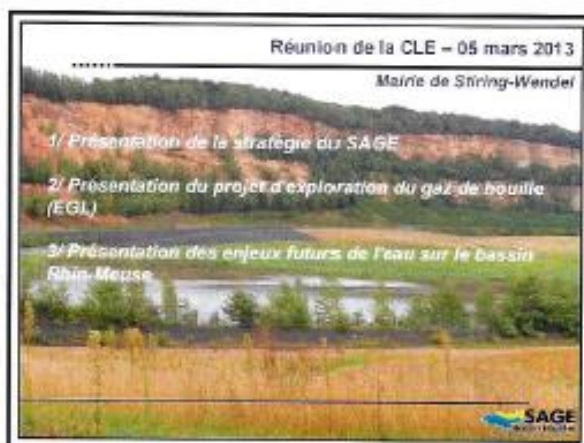 Réunion de la CLE – 05 mars 2013
Mairie de Stiring-Wendel
1/ Présentation de la stratégie du SAGE
2/ Présentation du projet d'exploration du gaz de houille
(EGL)
3/ Présentation des enjeux futurs de l'eau sur le bassin
Rhin-Meuse
SAGE